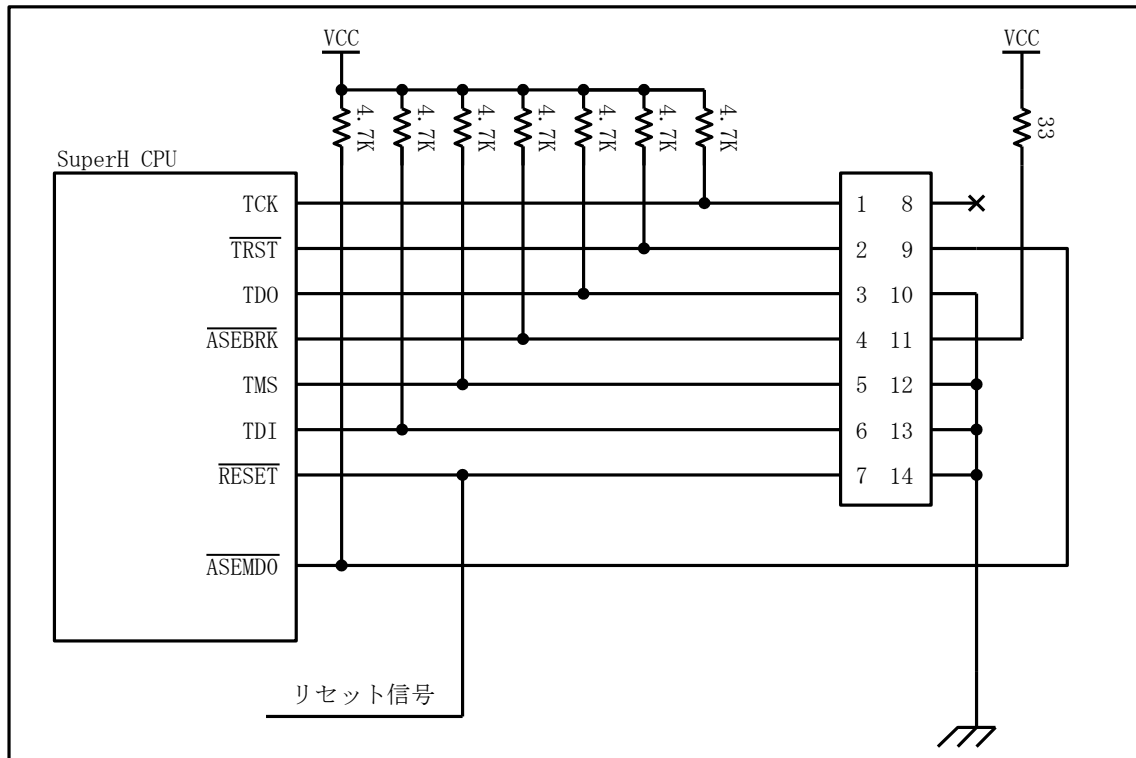 VCC
VCC
4.7K
4.7K
4.7K
4.7K
4.7K
4.7K
4.7K
33
SuperH CPU
TCK
1 8
TRST
2 9
TDO
3 10
ASEBRK
4 11
TMS
5 12
TDI
6 13
RESET
7 14
ASEMDO
リセット信号